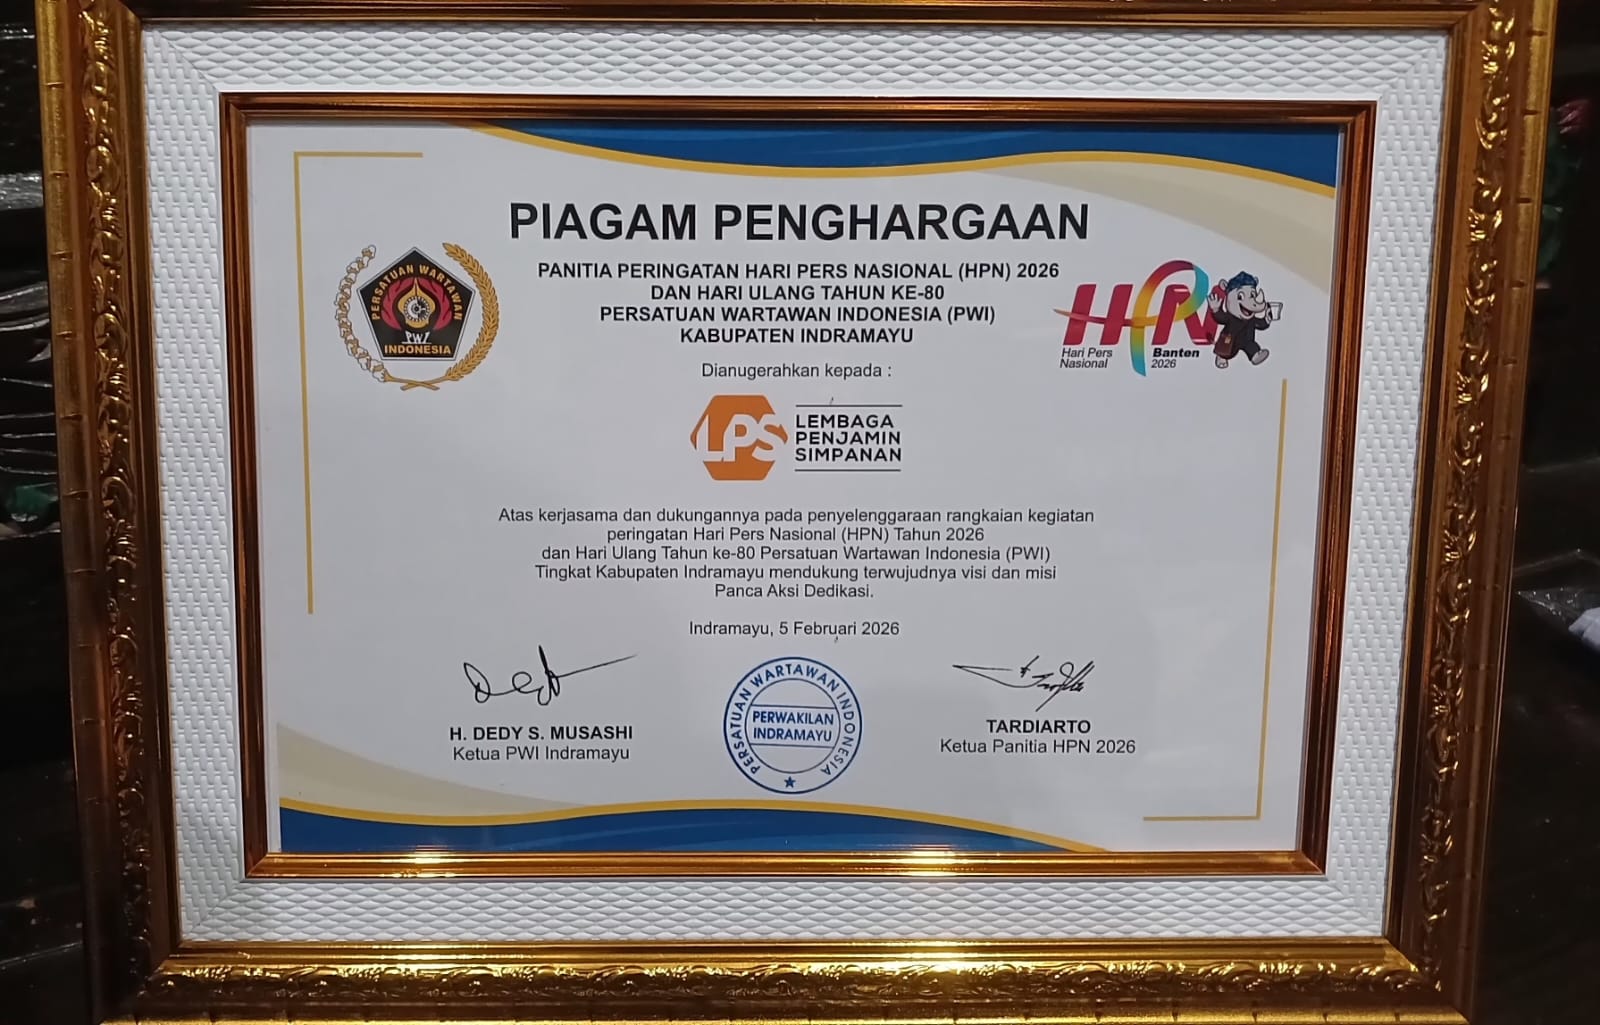 PIAGAM PENGHARGAAN
PANITIA PERINGATAN HARI PERS NASIONAL (HPN) 2026
DAN HARI ULANG TAHUN KE-80
PERSATUAN WARTAWAN INDONESIA (PWI)
KABUPATEN INDRAMAYU
PERSATUAN WARTAWAN
PWI
INDONESIA
HPN
Hari Pers
Nasional
Banten
2026
Dianugerahkan kepada :
LPS
LEMBAGA
PENJAMIN
SIMPANAN
Atas kerjasama dan dukungannya pada penyelenggaraan rangkaian kegiatan
peringatan Hari Pers Nasional (HPN) Tahun 2026
dan Hari Ulang Tahun ke-80 Persatuan Wartawan Indonesia (PWI)
Tingkat Kabupaten Indramayu mendukung terwujudnya visi dan misi
Panca Aksi Dedikasi.
Indramayu, 5 Februari 2026
PERSATUAN WARTAWAN INDONESIA
PERWAKILAN
INDRAMAYU
H. DEDY S. MUSASHI
Ketua PWI Indramayu
TARDIARTO
Ketua Panitia HPN 2026